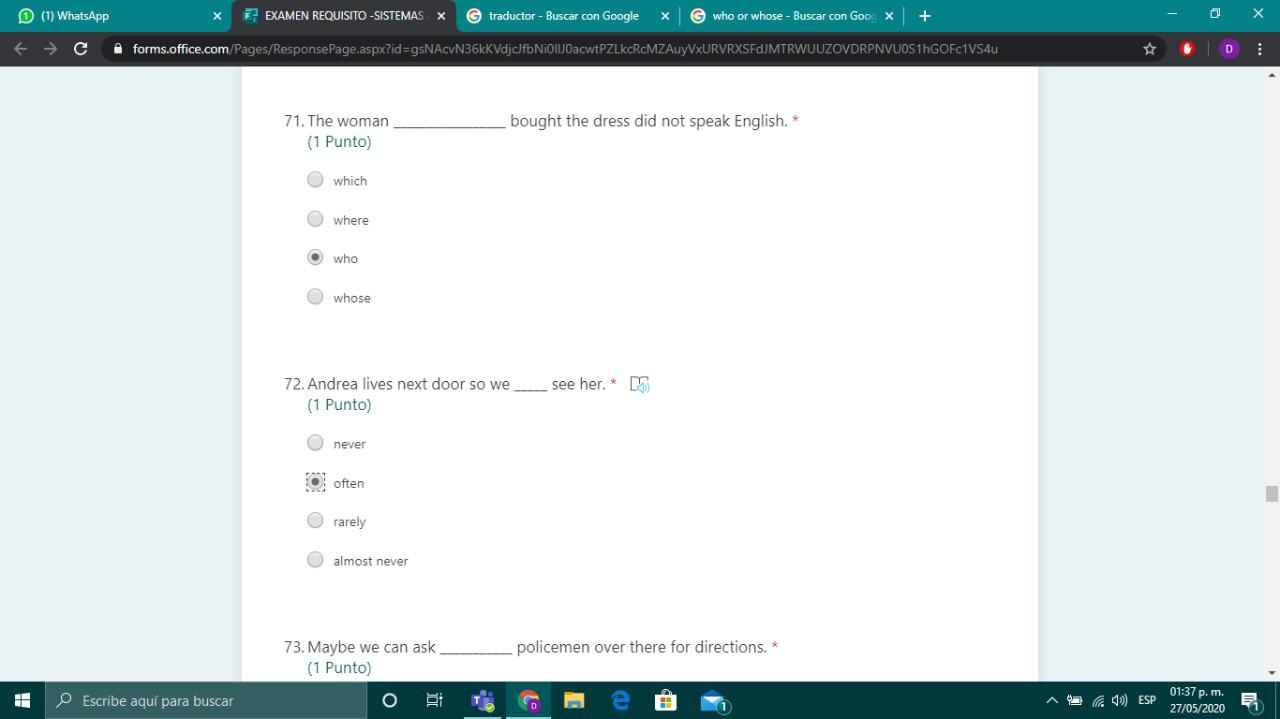 (1) WhatsApp
EXAMEN REQUISITO -SISTEMAS
traductor - Buscar con Google
who or whose - Buscar con Goog
forms.office.com/Pages/ResponsePage.aspx?id=
D
71. The woman _________________ bought the dress did not speak English. *
(1 Punto)
which
where
who
whose
72. Andrea lives next door so we _____ see her. *
(1 Punto)
never
often
rarely
almost never
73. Maybe we can ask ___________ policemen over there for directions. *
(1 Punto)
Escribe aquí para buscar
ESP
01:37 p. m.
27/05/2020